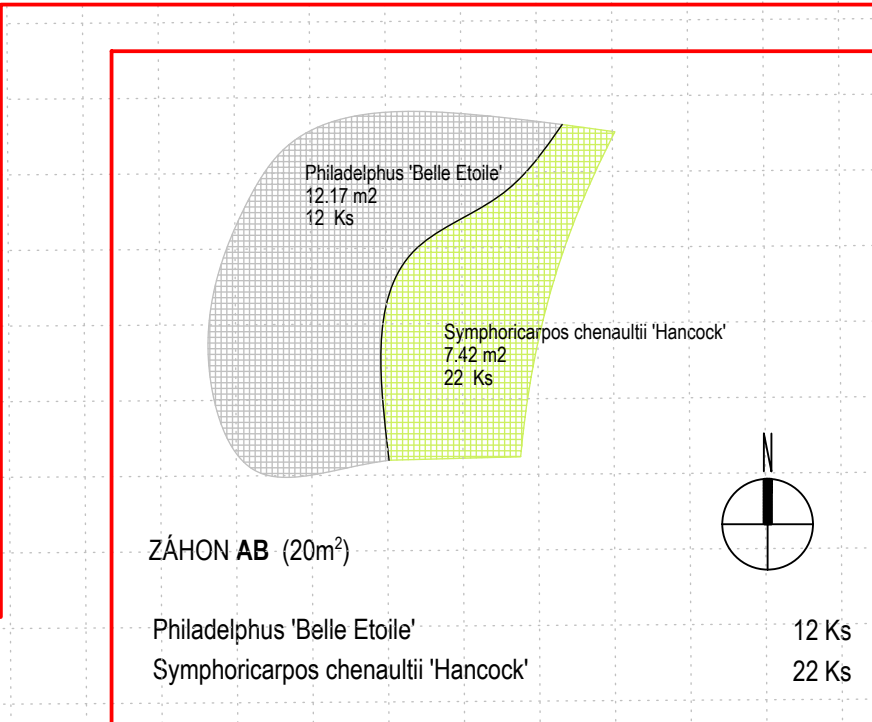 Philadelphus 'Belle Etoile'
12.17 m2
12 Ks
Symphoricarpos chenaultii 'Hancock'
7.42 m2
22 Ks
N
ZÁHON AB (20m²)
Philadelphus 'Belle Etoile' 12 Ks
Symphoricarpos chenaultii 'Hancock' 22 Ks